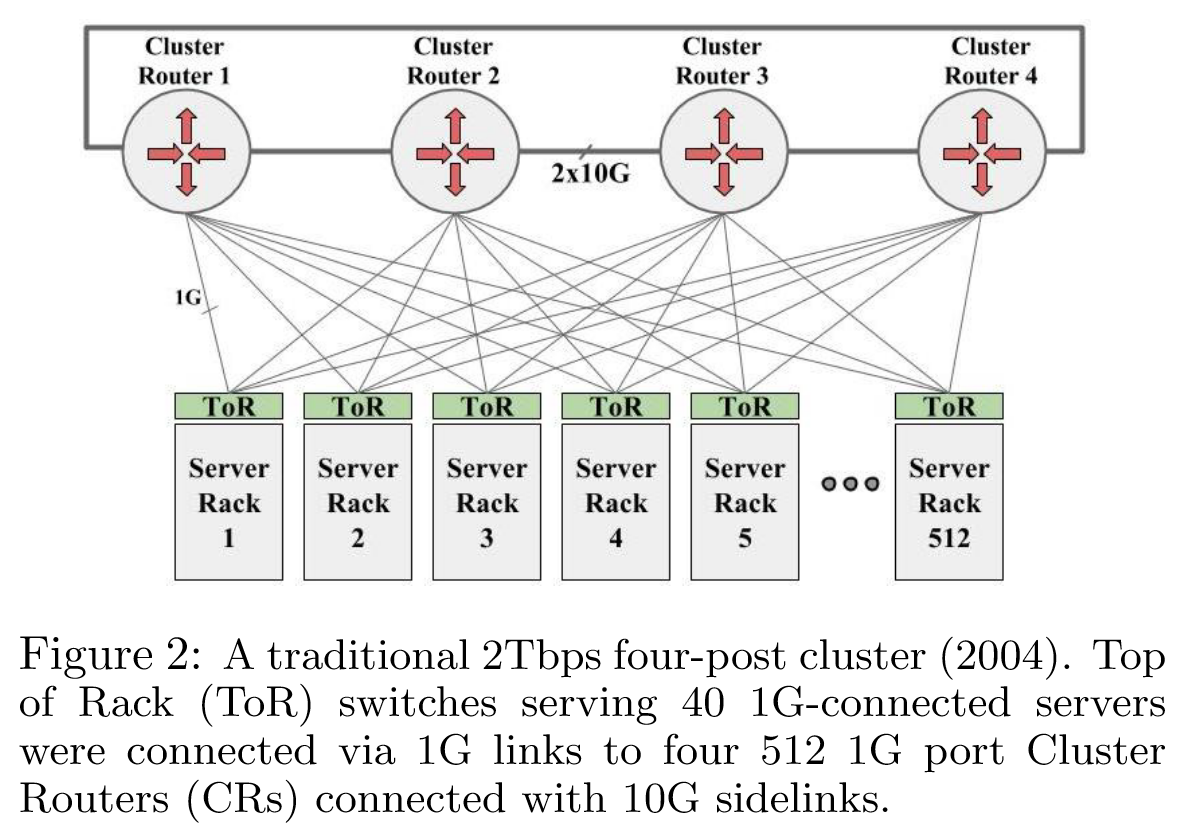 Cluster Router 1
Cluster Router 2
Cluster Router 3
Cluster Router 4
2x10G
1G
ToR
ToR
ToR
ToR
ToR
ToR
Server Rack 1
Server Rack 2
Server Rack 3
Server Rack 4
Server Rack 5
Server Rack 512
Figure 2: A traditional 2Tbps four-post cluster (2004). Top
of Rack (ToR) switches serving 40 1G-connected servers
were connected via 1G links to four 512 1G port Cluster
Routers (CRs) connected with 10G sidelinks.